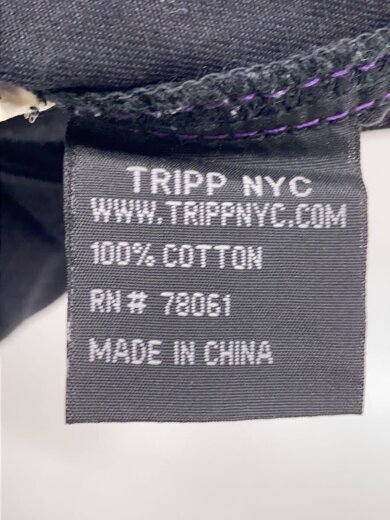 TRIPP NYC
WWW.TRIPPNYC.COM
100% COTTON
RN# 78061
MADE IN CHINA